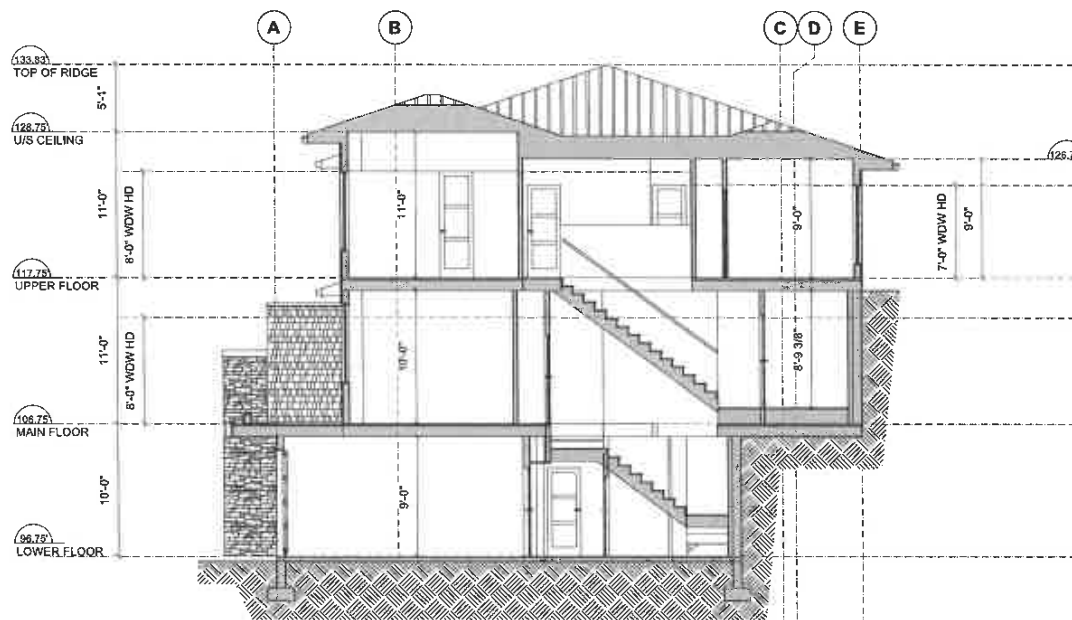 A
B
C
D
E
133.83'
TOP OF RIDGE
5'-1"
128.75'
U/S CEILING
11'-0"
8'-0" WDW HD
11'-0"
9'-0"
7'-0" WDW HD
9'-0"
117.75'
UPPER FLOOR
11'-0"
8'-0" WDW HD
10'-0"
8'-9 3/8"
106.75'
MAIN FLOOR
10'-0"
9'-0"
96.75'
LOWER FLOOR